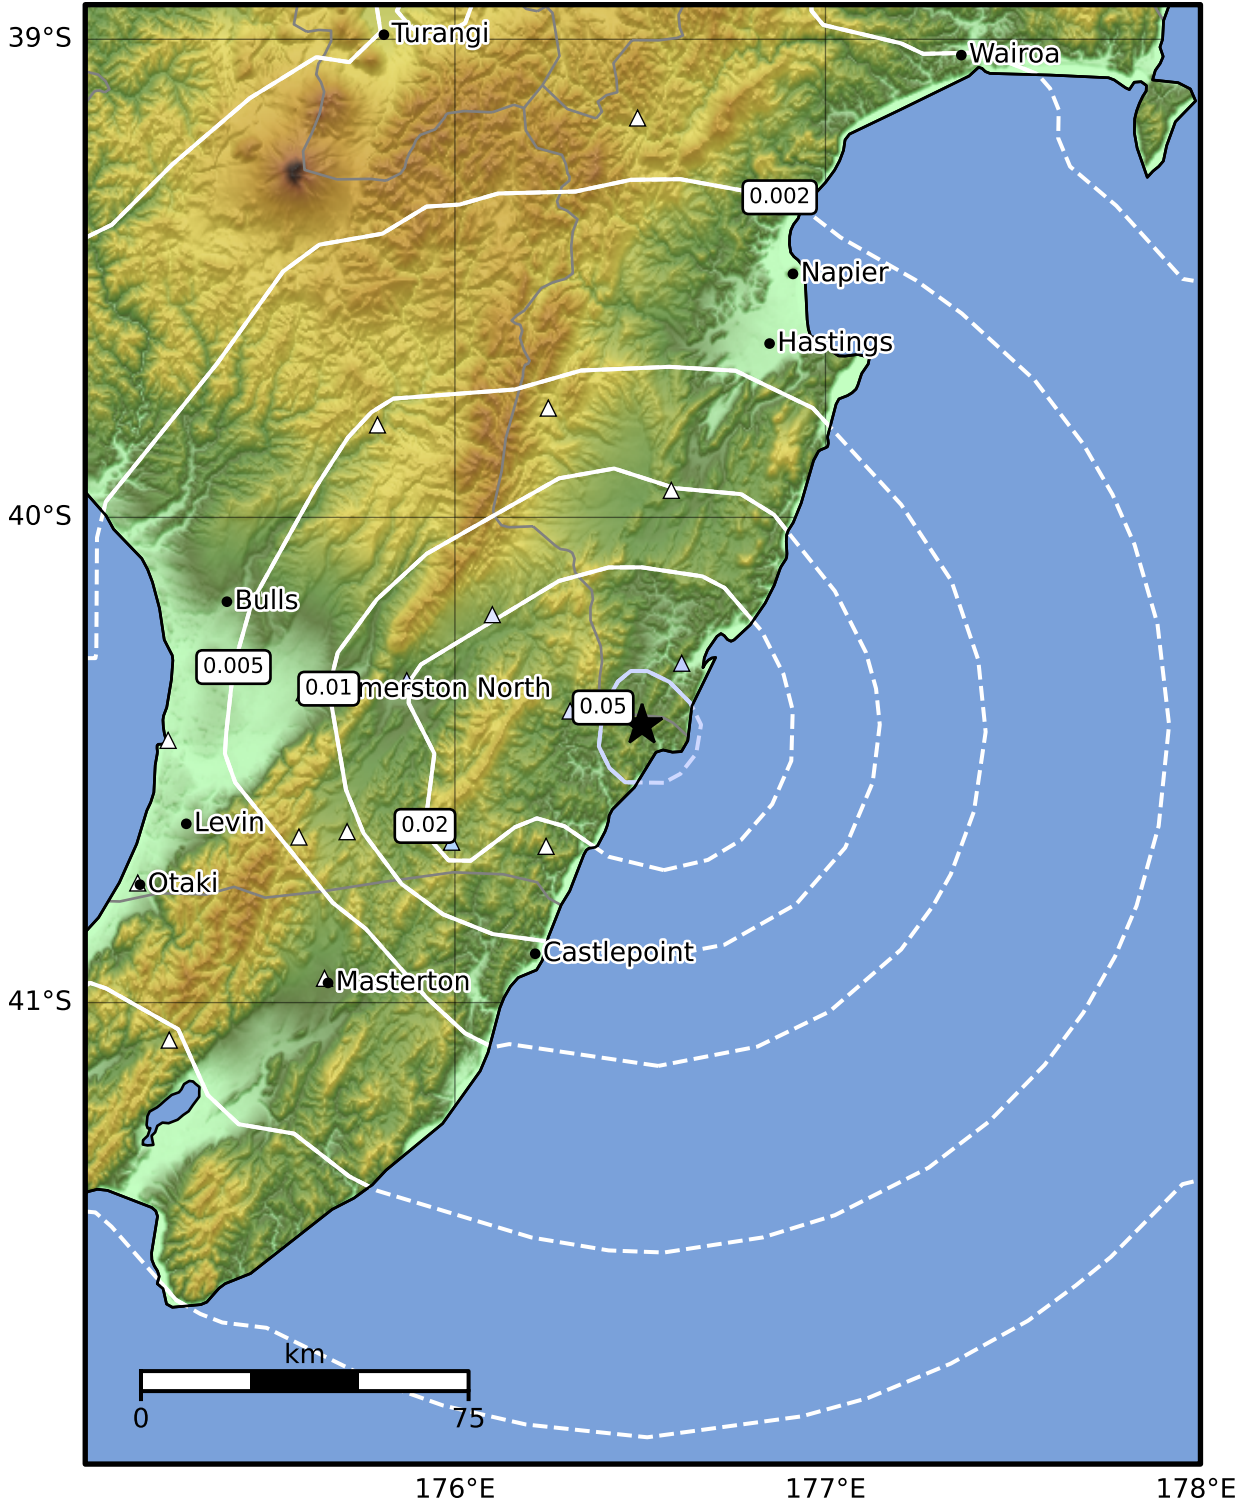 39°S
Turangi
Wairoa
0.002
Napier
Hastings
40°S
Bulls
0.005
0.01
merston North
0.05
0.02
Levin
Otaki
Castlepoint
Masterton
41°S
km
0 75
176°E 177°E 178°E